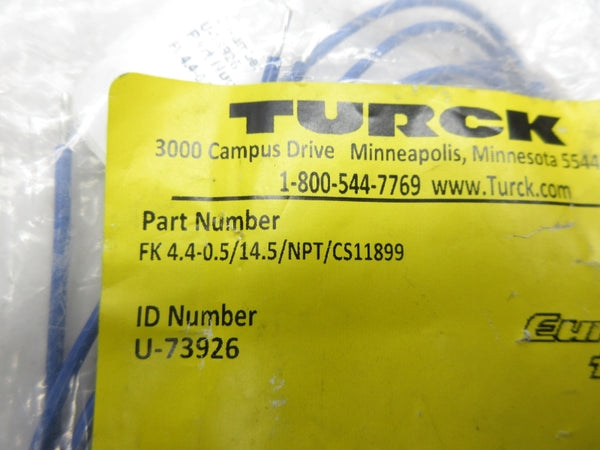 TURCK
3000 Campus Drive Minneapolis, Minnesota 5544
1-800-544-7769 www.Turck.com
Part Number
FK 4.4-0.5/14.5/NPT/CS11899
ID Number
U-73926